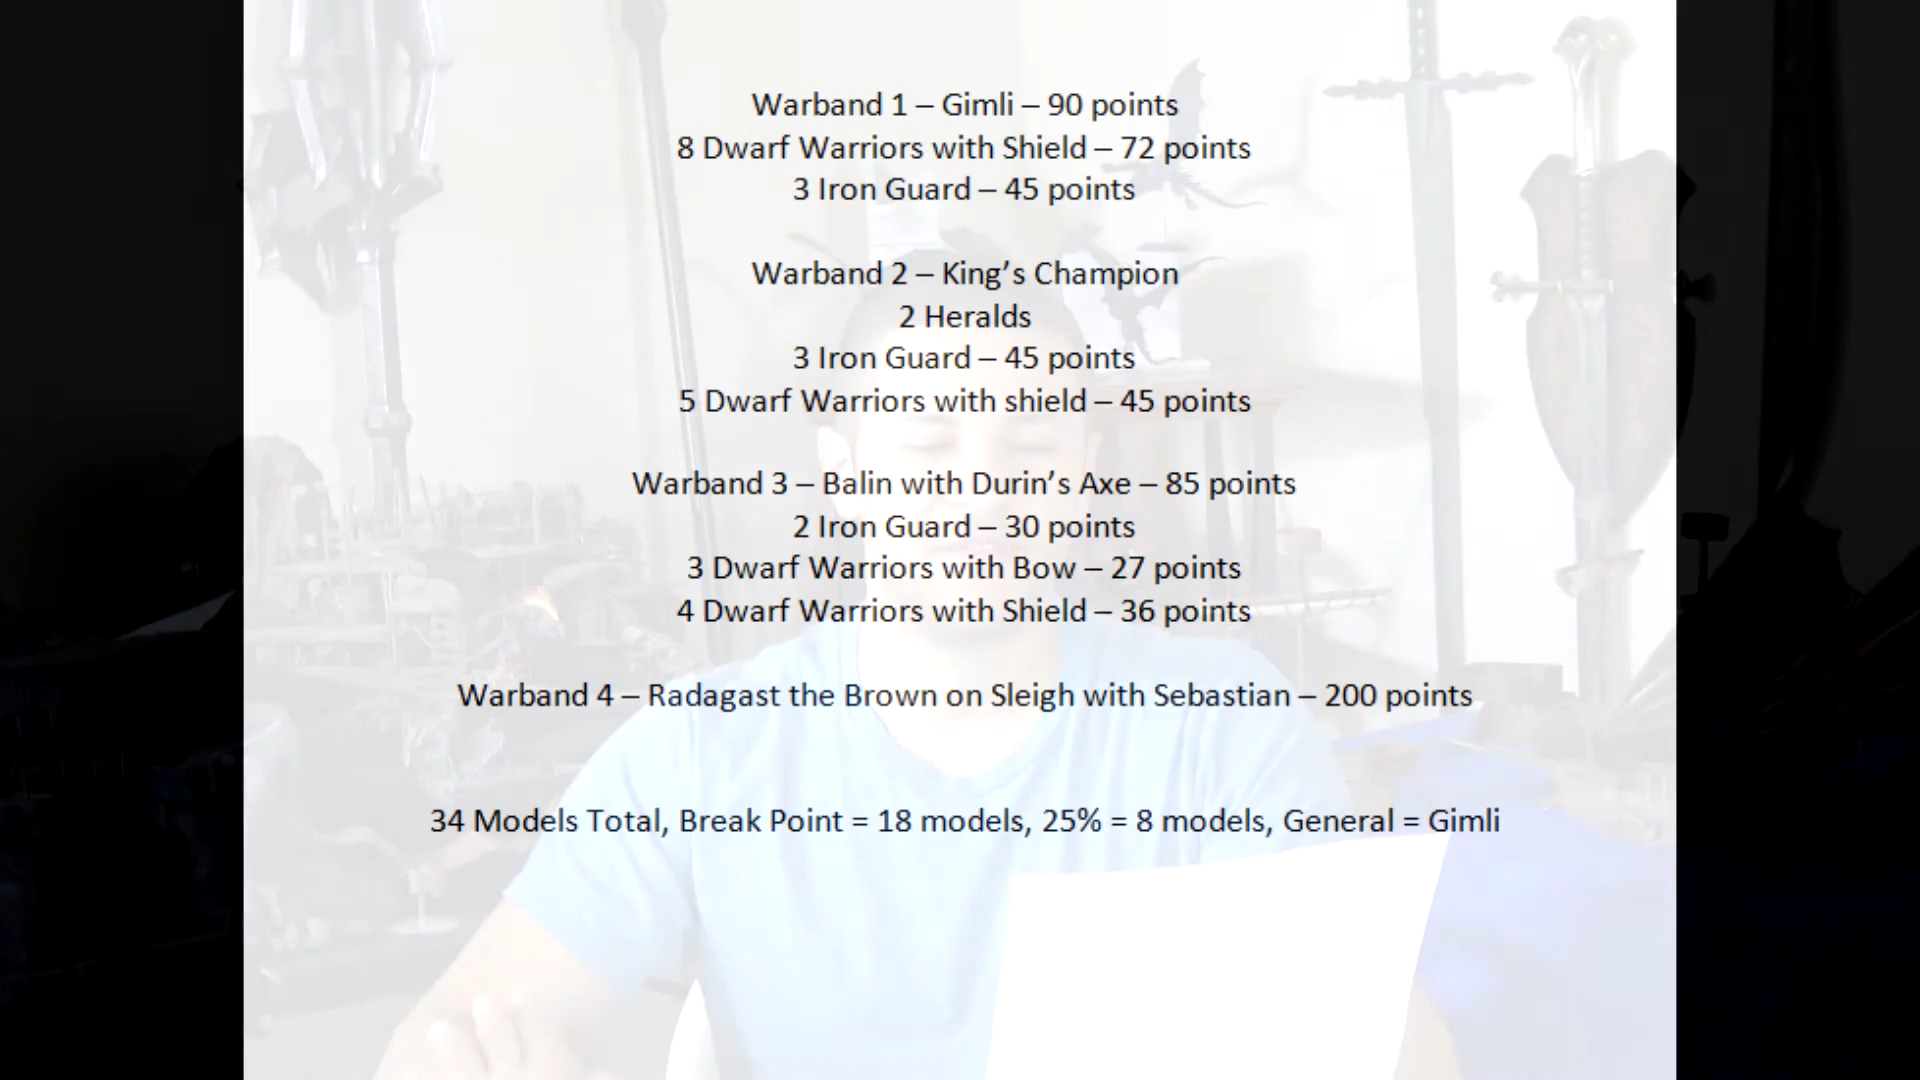 Warband 1 – Gimli – 90 points
8 Dwarf Warriors with Shield – 72 points
3 Iron Guard – 45 points
Warband 2 – King’s Champion
2 Heralds
3 Iron Guard – 45 points
5 Dwarf Warriors with shield – 45 points
Warband 3 – Balin with Durin’s Axe – 85 points
2 Iron Guard – 30 points
3 Dwarf Warriors with Bow – 27 points
4 Dwarf Warriors with Shield – 36 points
Warband 4 – Radagast the Brown on Sleigh with Sebastian – 200 points
34 Models Total, Break Point = 18 models, 25% = 8 models, General = Gimli